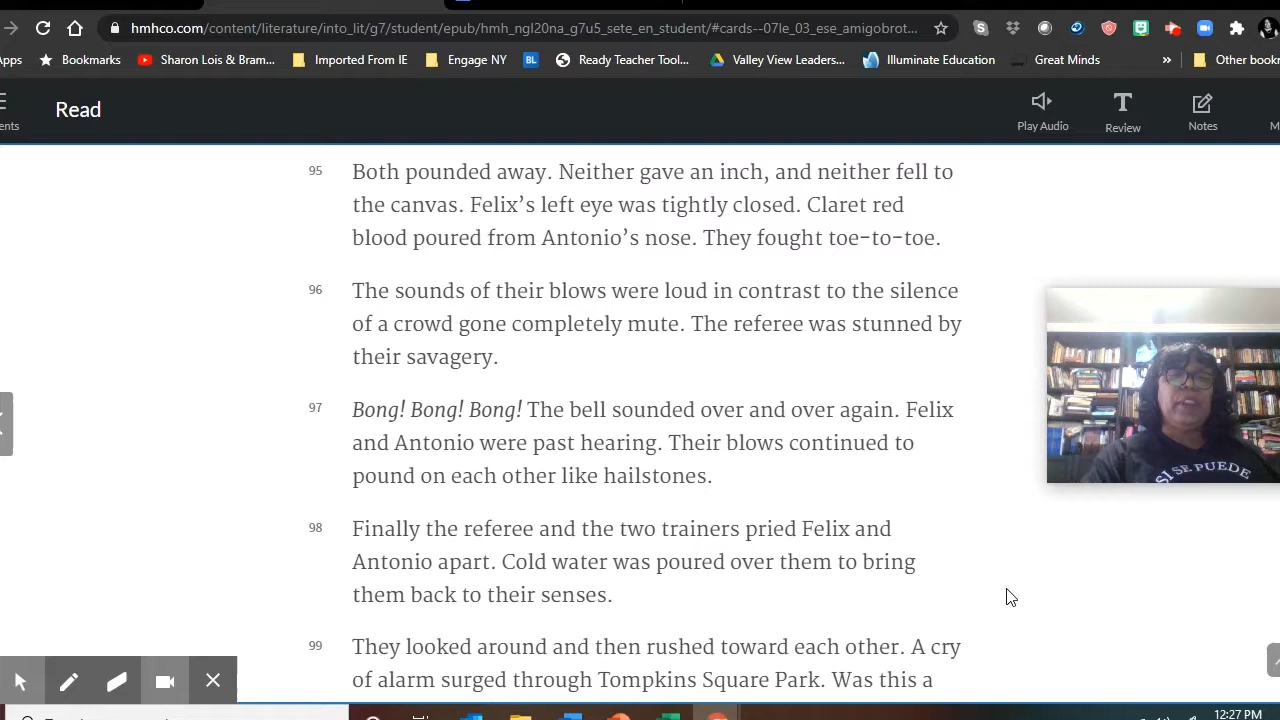 hmhco.com/content/literature/into_lit/g7/student/epub/hmh_ngl20na_g7u5_sete_en_student/#cards--07le_03_ese_amigobrot...
Apps Bookmarks Sharon Lois & Bram... Imported From IE Engage NY BL Ready Teacher Tool... Valley View Leaders... Illuminate Education Great Minds » Other bookm
ents Read Play Audio Review Notes M
95 Both pounded away. Neither gave an inch, and neither fell to
the canvas. Felix’s left eye was tightly closed. Claret red
blood poured from Antonio’s nose. They fought toe-to-toe.
96 The sounds of their blows were loud in contrast to the silence
of a crowd gone completely mute. The referee was stunned by
their savagery.
97 Bong! Bong! Bong! The bell sounded over and over again. Felix
and Antonio were past hearing. Their blows continued to
pound on each other like hailstones.
SI SE PUEDE
98 Finally the referee and the two trainers pried Felix and
Antonio apart. Cold water was poured over them to bring
them back to their senses.
99 They looked around and then rushed toward each other. A cry
of alarm surged through Tompkins Square Park. Was this a
12:27 PM